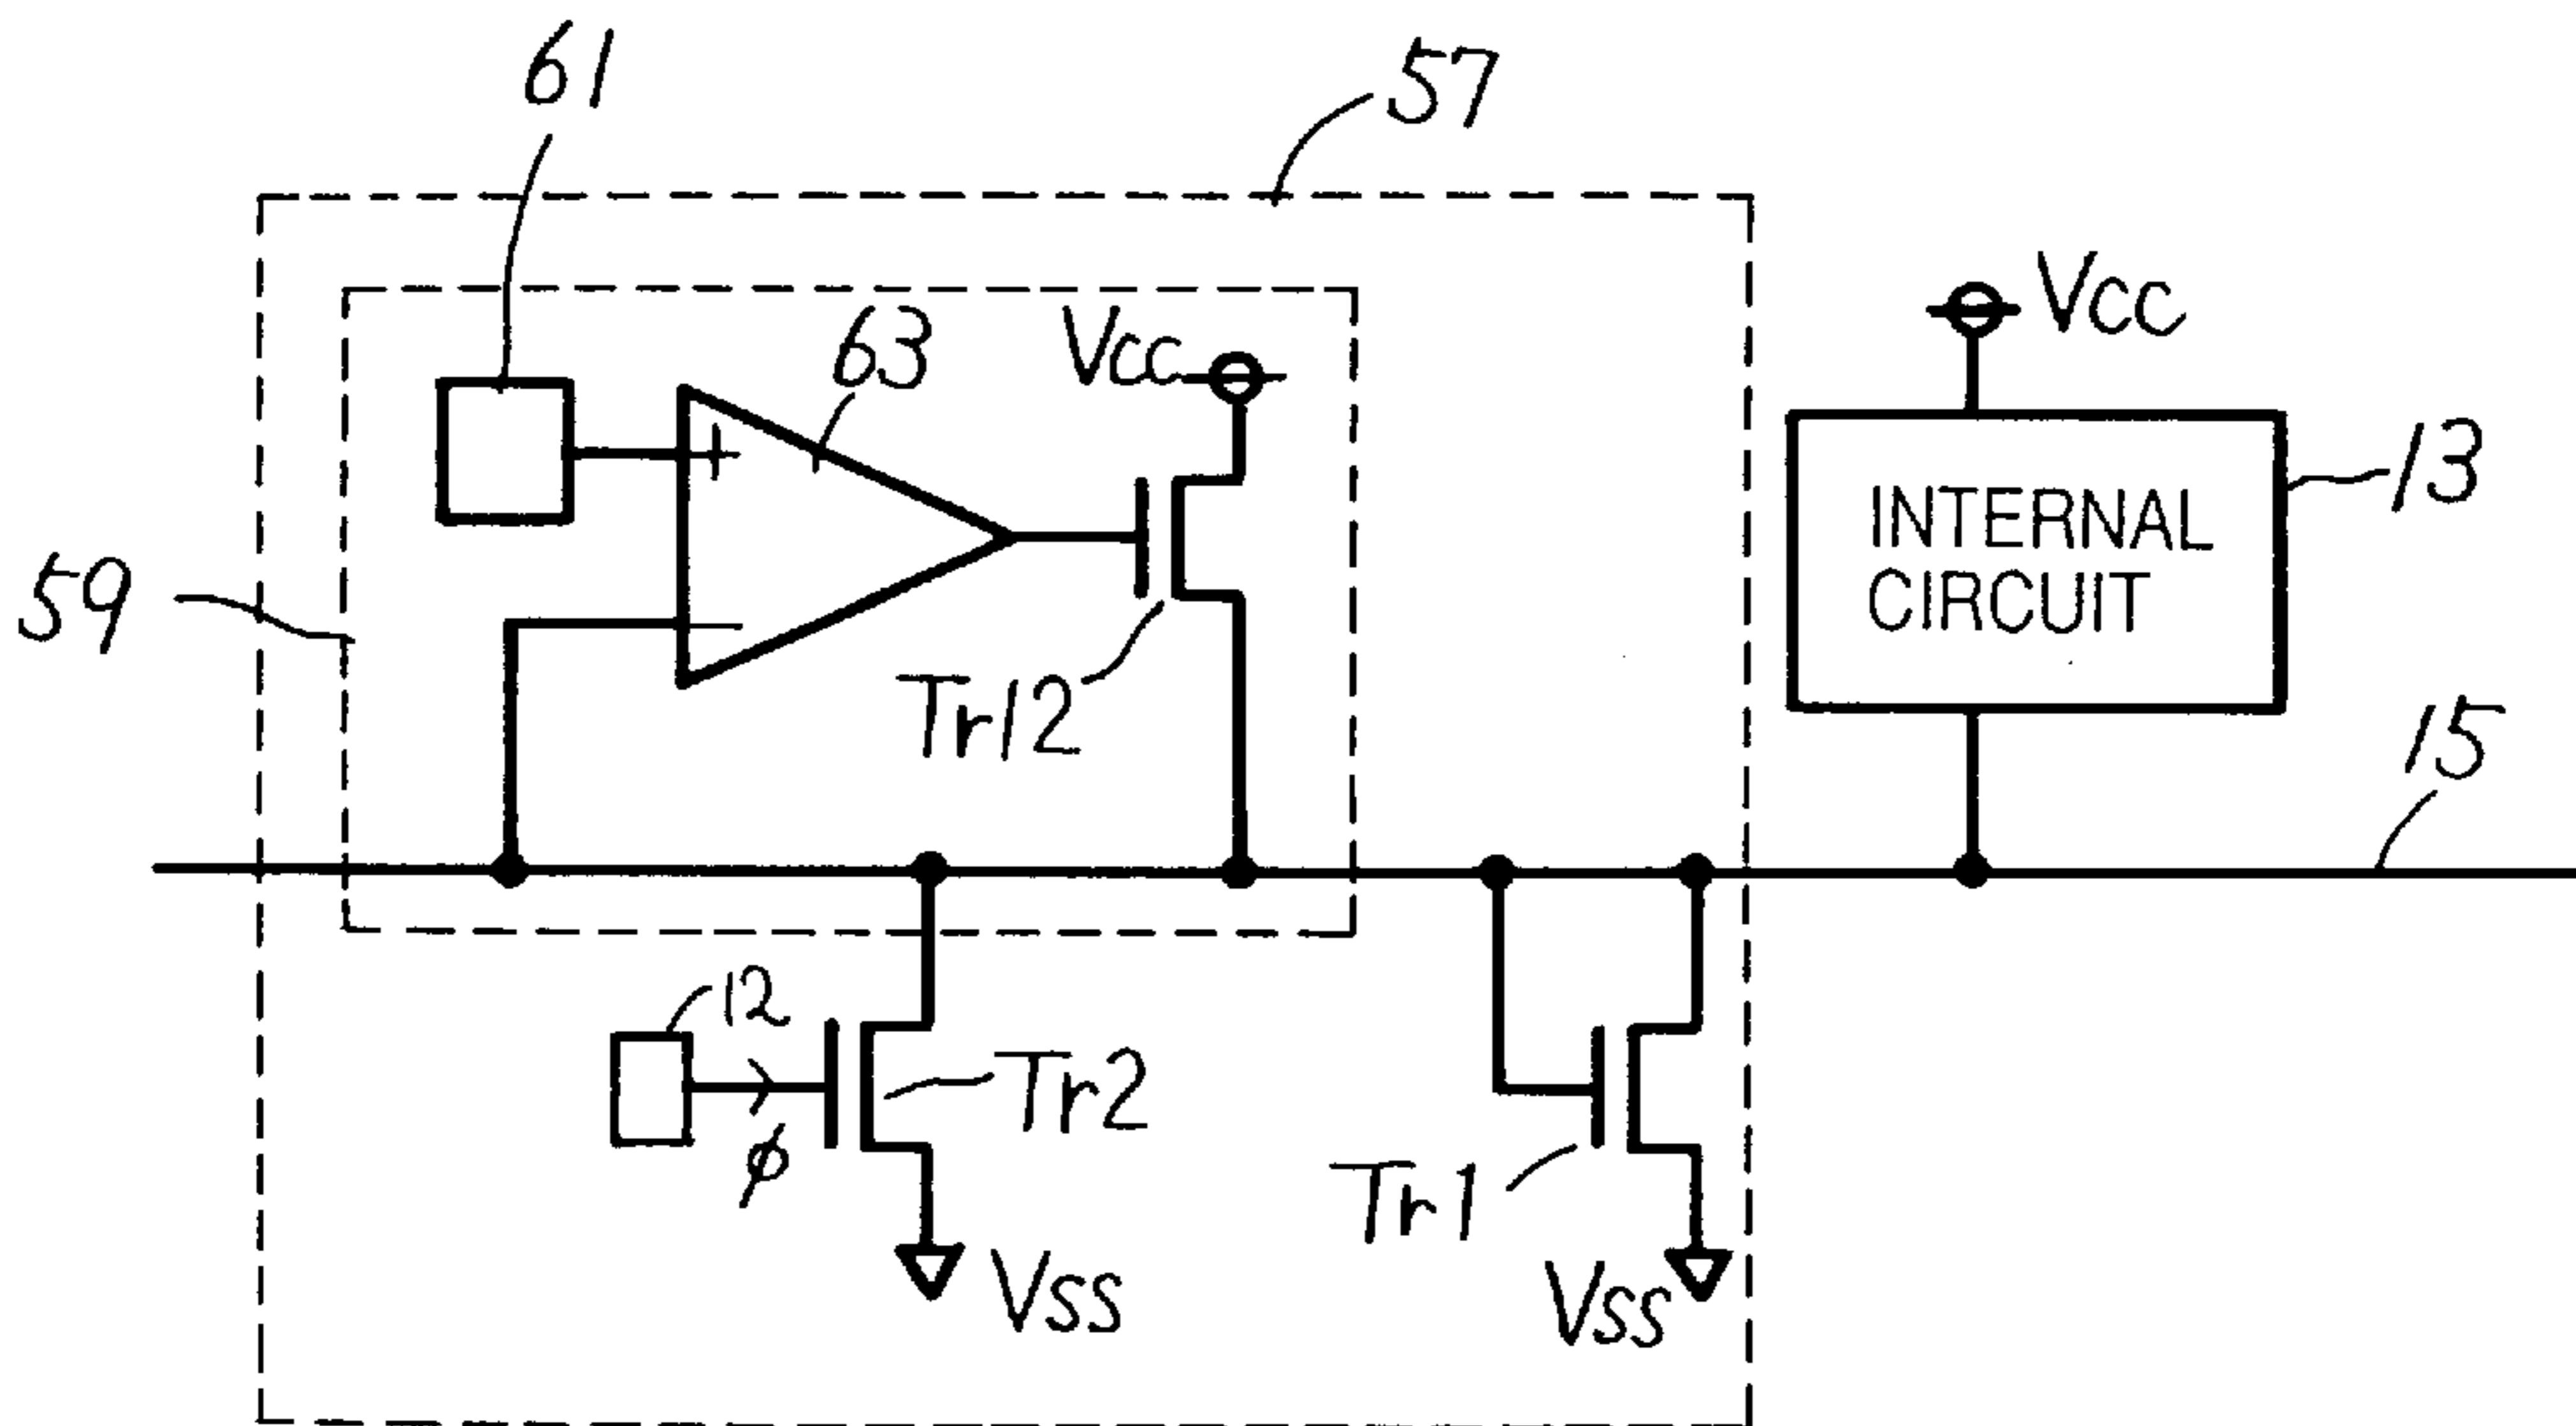 61
57
VCC
63
VCC
INTERNAL
CIRCUIT
13
59
Tr12
15
12
Tr2
ϕ
Tr1
VSS
VSS